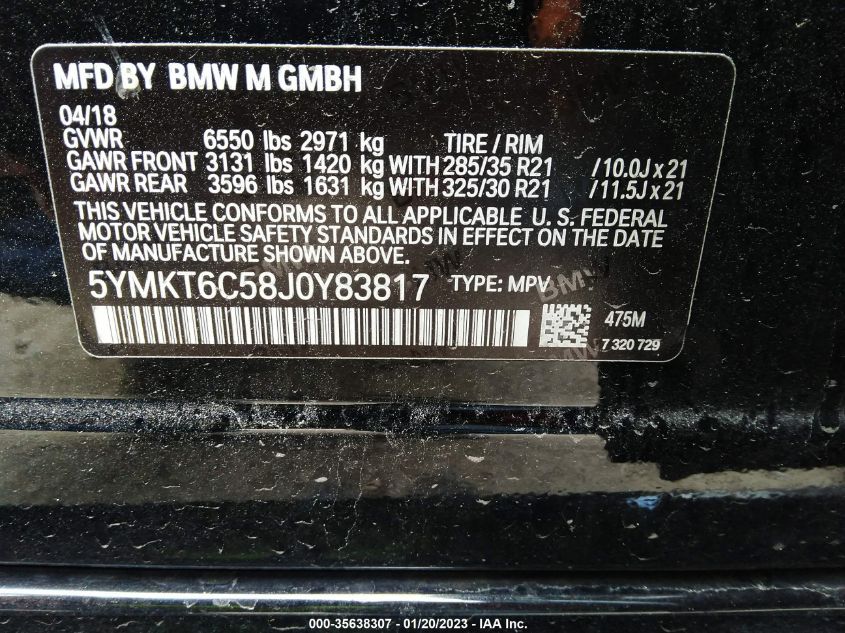 MFD BY BMW M GMBH
04/18
GVWR 6550 lbs 2971 kg TIRE / RIM
GAWR FRONT 3131 lbs 1420 kg WITH 285/35 R21 /10.0J x 21
GAWR REAR 3596 lbs 1631 kg WITH 325/30 R21 /11.5J x 21
THIS VEHICLE CONFORMS TO ALL APPLICABLE U. S. FEDERAL
MOTOR VEHICLE SAFETY STANDARDS IN EFFECT ON THE DATE
OF MANUFACTURE SHOWN ABOVE.
5YMKT6C58J0Y83817 TYPE: MPV
475M
7 320 729
000-35638307 - 01/20/2023 - IAA Inc.